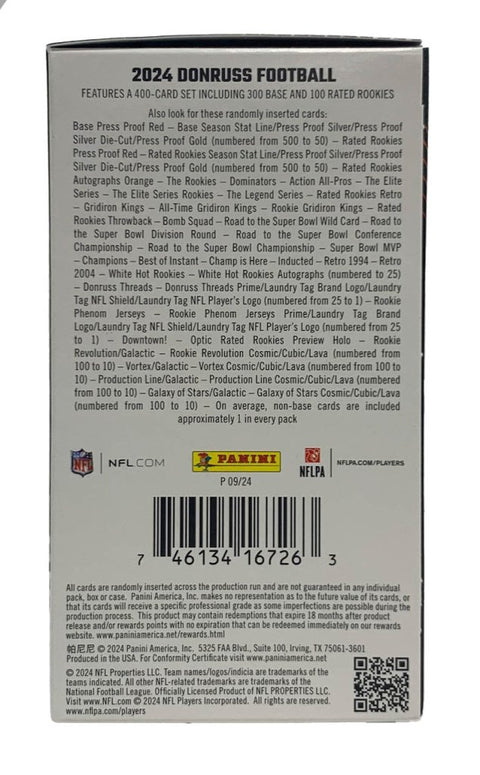 2024 DONRUSS FOOTBALL
FEATURES A 400-CARD SET INCLUDING 300 BASE AND 100 RATED ROOKIES
Also look for these randomly inserted cards:
Base Press Proof Red – Base Season Stat Line/Press Proof Silver/Press Proof
Silver Die-Cut/Press Proof Gold (numbered from 500 to 50) – Rated Rookies
Press Proof Red – Rated Rookies Season Stat Line/Press Proof Silver/Press Proof
Silver Die-Cut/Press Proof Gold (numbered from 500 to 50) – Rated Rookies
Autographs Orange – The Rookies – Dominators – Action All-Pros – The Elite
Series – The Elite Series Rookies – The Legend Series – Rated Rookies Retro
– Gridiron Kings – All-Time Gridiron Kings – Rookie Gridiron Kings – Rated
Rookies Throwback – Bomb Squad – Road to the Super Bowl Wild Card – Road to
the Super Bowl Division Round – Road to the Super Bowl Conference
Championship – Road to the Super Bowl Championship – Super Bowl MVP
– Champions – Best of Instant – Champ is Here – Inducted – Retro 1994 – Retro
2004 – White Hot Rookies – White Hot Rookies Autographs (numbered to 25)
– Donruss Threads – Donruss Threads Prime/Laundry Tag Brand Logo/Laundry
Tag NFL Shield/Laundry Tag NFL Player's Logo (numbered from 25 to 1) – Rookie
Phenom Jerseys – Rookie Phenom Jerseys Prime/Laundry Tag Brand
Logo/Laundry Tag NFL Shield/Laundry Tag NFL Player's Logo (numbered from 25
to 1) – Downtown! – Optic Rated Rookies Preview Holo – Rookie
Revolution/Galactic – Rookie Revolution Cosmic/Cubic/Lava (numbered from
100 to 10) – Vortex/Galactic – Vortex Cosmic/Cubic/Lava (numbered from 100
to 10) – Production Line/Galactic – Production Line Cosmic/Cubic/Lava (numbered
from 100 to 10) – Galaxy of Stars/Galactic – Galaxy of Stars Cosmic/Cubic/Lava
(numbered from 100 to 10) – On average, non-base cards are included
approximately 1 in every pack
NFL NFL.COM PANINI NFLPA NFLPA.COM/PLAYERS
P 09/24
7 46134 16726 3
All cards are randomly inserted across the production run and are not guaranteed in any individual
pack, box or case. Panini America, Inc. makes no representation as to the future value of its cards, or
that its cards will receive a specific professional grade as some imperfections are possible during the
production process. This product may contain redemptions that expire 18 months after product
release and/or rewards points with no expiration that can be redeemed immediately on our rewards
website. www.paniniamerica.net/rewards.html
帕尼尼 © 2024 Panini America, Inc. 5325 FAA Blvd., Suite 100, Irving, TX 75061-3601
Produced in the USA. For Conformity Certificate visit www.paninigroup.net
© 2024 NFL Properties LLC. Team names/logos/indicia are trademarks of the
teams indicated. All other NFL-related trademarks are trademarks of the
National Football League. Officially Licensed Product of NFL PROPERTIES LLC.
Visit www.NFL.com © 2024 NFL Players Incorporated. All rights are reserved.
www.nflpa.com/players